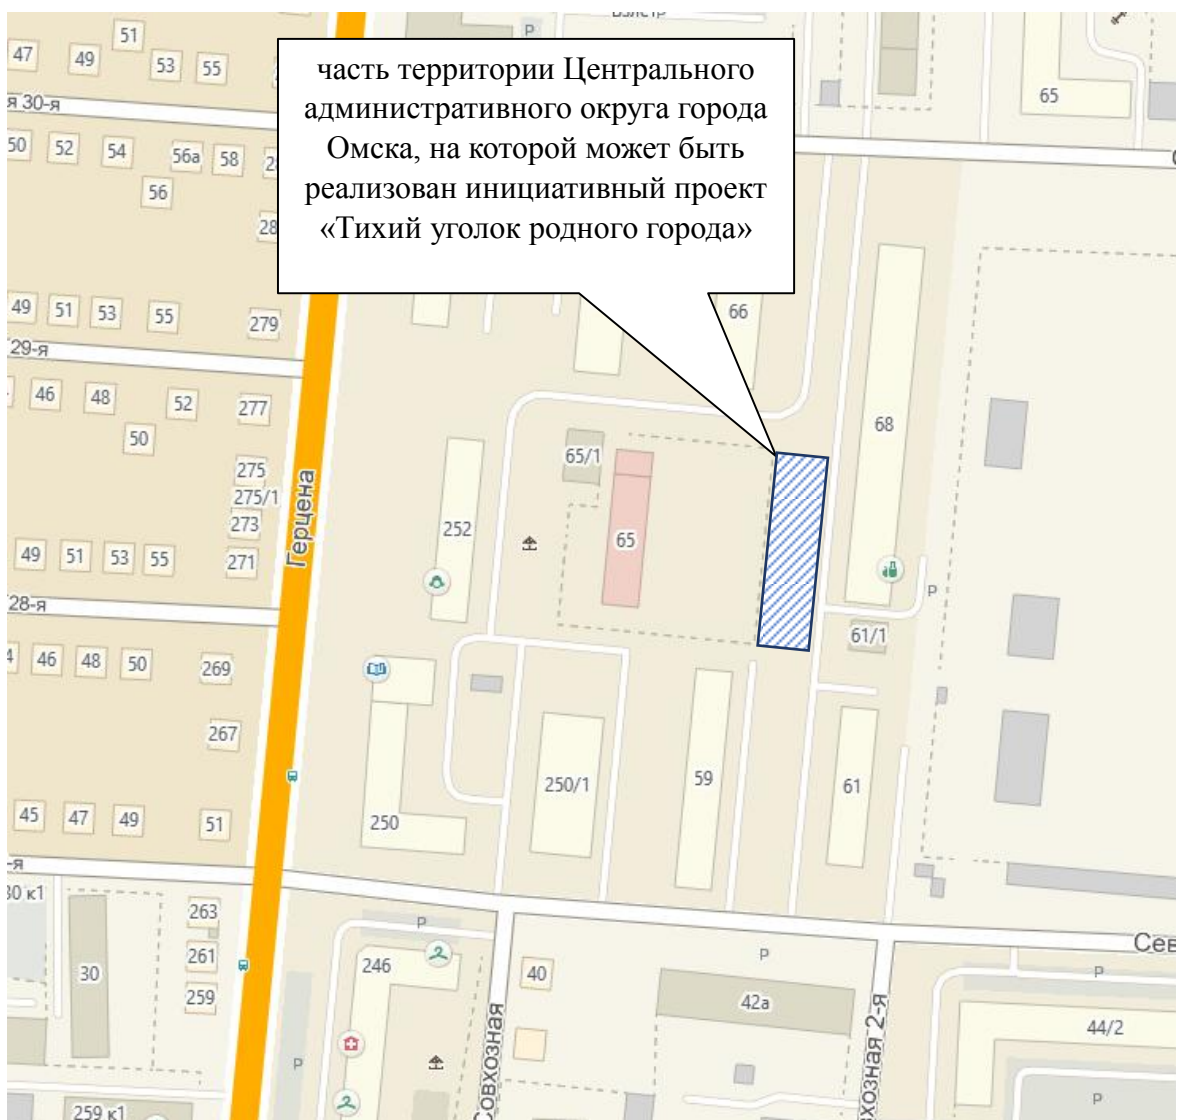 51
47
49
53
55
Р
часть территории Центрального
административного округа города
Омска, на которой может быть
реализован инициативный проект
«Тихий уголок родного города»
65
я 30-я
50
52
54
56а
58
56
28
49
51
53
55
279
66
29-я
46
48
52
277
50
68
275
65/1
275/1
273
Герцена
252
65
49
51
53
55
271
28-я
Р
61/1
46
48
50
269
267
250/1
59
61
45
47
49
51
250
-я
30 к1
263
Р
261
246
40
Р
Сев
30
259
42а
Р
44/2
Совхозная
хозная 2-я
Р
Р
259 к1